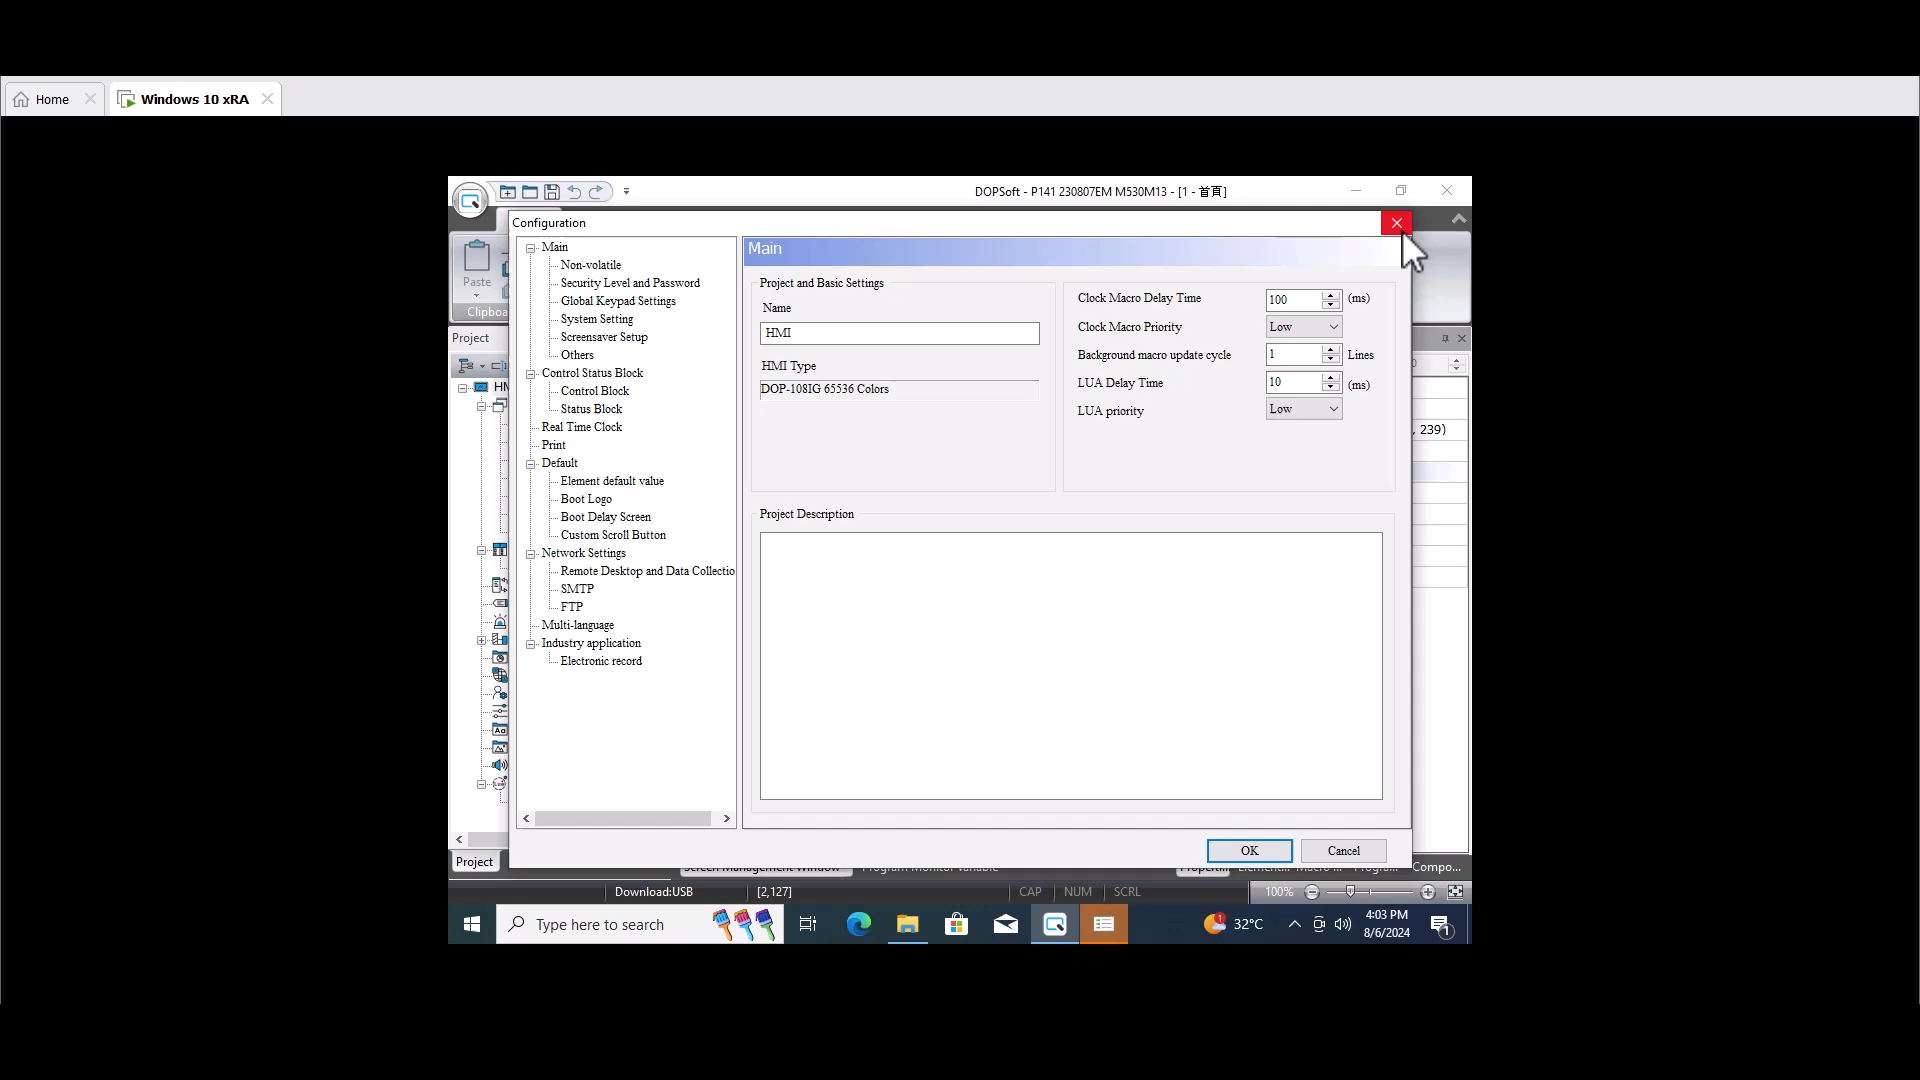 Home
Windows 10 xRA
DOPSoft - P141 230807EM M530M13 - [1 - 首頁]
Configuration
Paste
Project
Main
Non-volatile
Security Level and Password
Global Keypad Settings
System Setting
Screensaver Setup
Others
Control Status Block
Control Block
Status Block
Real Time Clock
Print
Default
Element default value
Boot Logo
Boot Delay Screen
Custom Scroll Button
Network Settings
Remote Desktop and Data Collectio
SMTP
FTP
Multi-language
Industry application
Electronic record
Main
Project and Basic Settings
Name
HMI
HMI Type
DOP-108IG 65536 Colors
Clock Macro Delay Time 100 (ms)
Clock Macro Priority Low
Background macro update cycle 1 Lines
LUA Delay Time 10 (ms)
LUA priority Low
, 239)
Project Description
OK Cancel
Project
Compo...
Download:USB [2,127] CAP NUM SCRL 100%
Type here to search
32°C
4:03 PM
8/6/2024
1